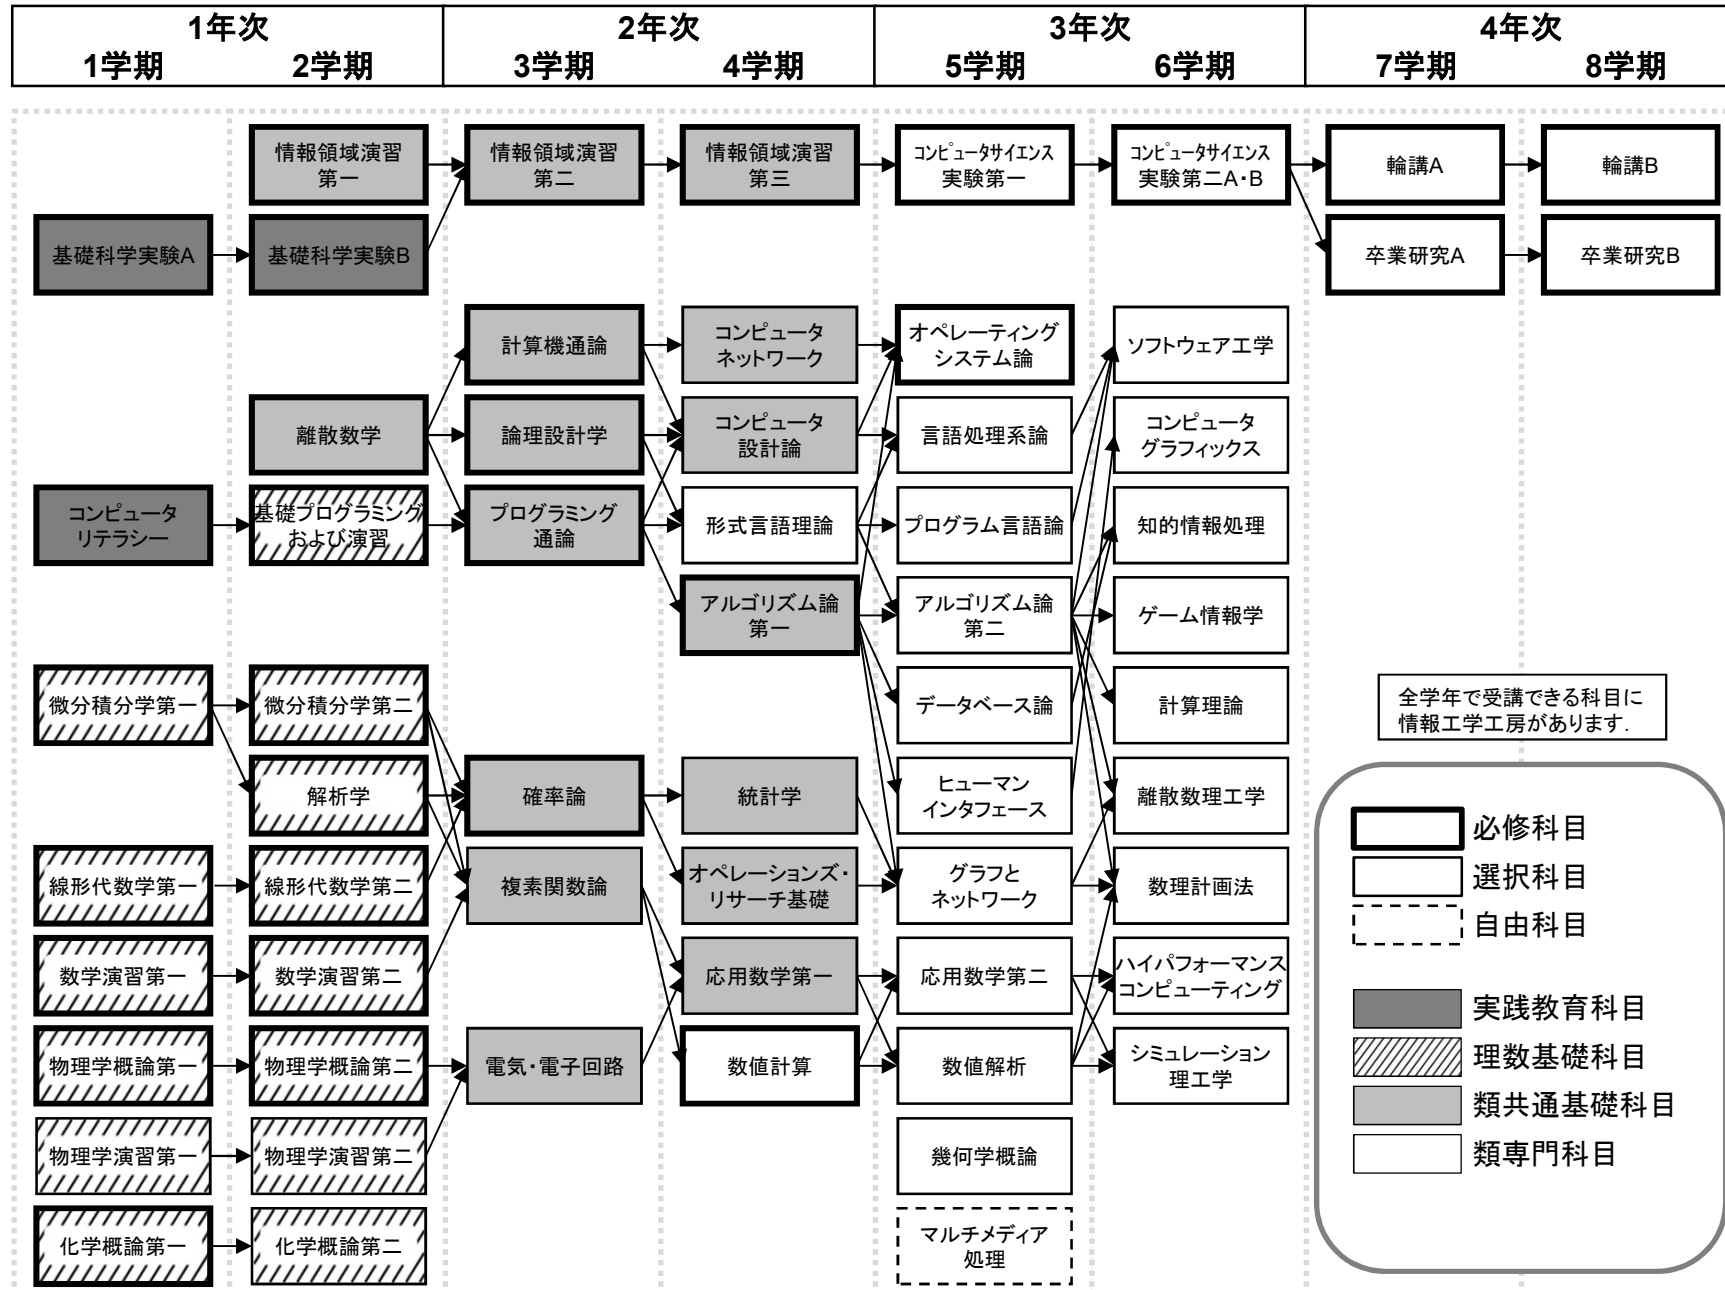 1年次
2年次
3年次
4年次
1学期
2学期
3学期
4学期
5学期
6学期
7学期
8学期
情報領域演習
第一
情報領域演習
第二
情報領域演習
第三
コンピュータサイエンス
実験第一
コンピュータサイエンス
実験第二A・B
輪講A
輪講B
基礎科学実験A
基礎科学実験B
卒業研究A
卒業研究B
計算機通論
コンピュータ
ネットワーク
オペレーティング
システム論
ソフトウェア工学
離散数学
論理設計学
コンピュータ
設計論
言語処理系論
コンピュータ
グラフィックス
コンピュータ
リテラシー
基礎プログラミング
および演習
プログラミング
通論
形式言語理論
プログラム言語論
知的情報処理
アルゴリズム論
第一
アルゴリズム論
第二
ゲーム情報学
微分積分学第一
微分積分学第二
データベース論
計算理論
全学年で受講できる科目に
情報工学工房があります.
解析学
確率論
統計学
ヒューマン
インタフェース
離散数理工学
線形代数学第一
線形代数学第二
複素関数論
オペレーションズ・
リサーチ基礎
グラフと
ネットワーク
数理計画法
数学演習第一
数学演習第二
応用数学第一
応用数学第二
ハイパフォーマンス
コンピューティング
物理学概論第一
物理学概論第二
電気・電子回路
数値計算
数値解析
シミュレーション
理工学
物理学演習第一
物理学演習第二
幾何学概論
化学概論第一
化学概論第二
マルチメディア
処理
必修科目
選択科目
自由科目
実践教育科目
理数基礎科目
類共通基礎科目
類専門科目